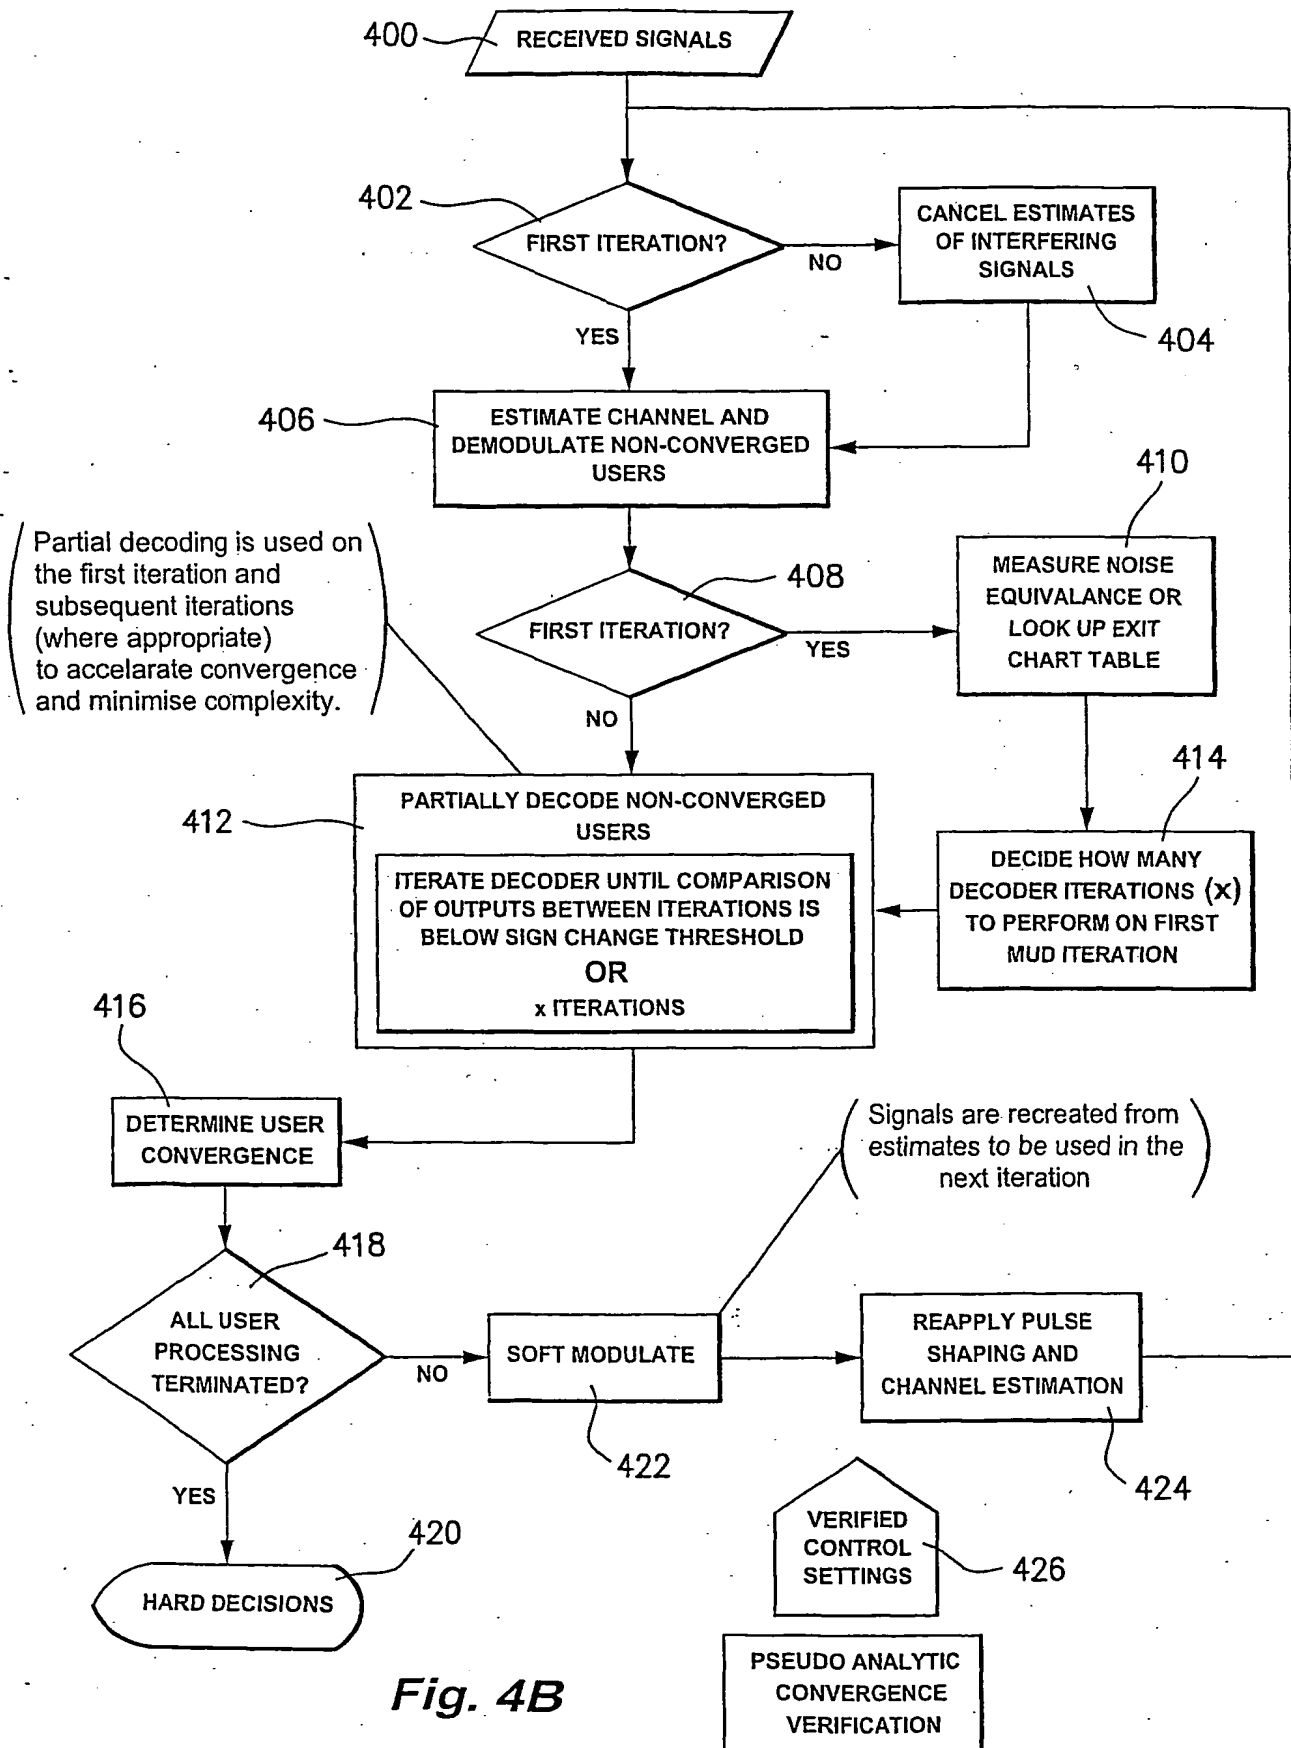 400
RECEIVED SIGNALS
402
FIRST ITERATION?
NO
YES
CANCEL ESTIMATES
OF INTERFERING
SIGNALS
404
406
ESTIMATE CHANNEL AND
DEMODULATE NON-CONVERGED
USERS
410
Partial decoding is used on
the first iteration and
subsequent iterations
(where appropriate)
to accelarate convergence
and minimise complexity.
408
FIRST ITERATION?
YES
NO
MEASURE NOISE
EQUIVALANCE OR
LOOK UP EXIT
CHART TABLE
414
412
PARTIALLY DECODE NON-CONVERGED
USERS
ITERATE DECODER UNTIL COMPARISON
OF OUTPUTS BETWEEN ITERATIONS IS
BELOW SIGN CHANGE THRESHOLD
OR
x ITERATIONS
DECIDE HOW MANY
DECODER ITERATIONS (x)
TO PERFORM ON FIRST
MUD ITERATION
416
DETERMINE USER
CONVERGENCE
Signals are recreated from
estimates to be used in the
next iteration
418
ALL USER
PROCESSING
TERMINATED?
NO
YES
SOFT MODULATE
422
REAPPLY PULSE
SHAPING AND
CHANNEL ESTIMATION
424
420
HARD DECISIONS
VERIFIED
CONTROL
SETTINGS
426
PSEUDO ANALYTIC
CONVERGENCE
VERIFICATION
Fig. 4B